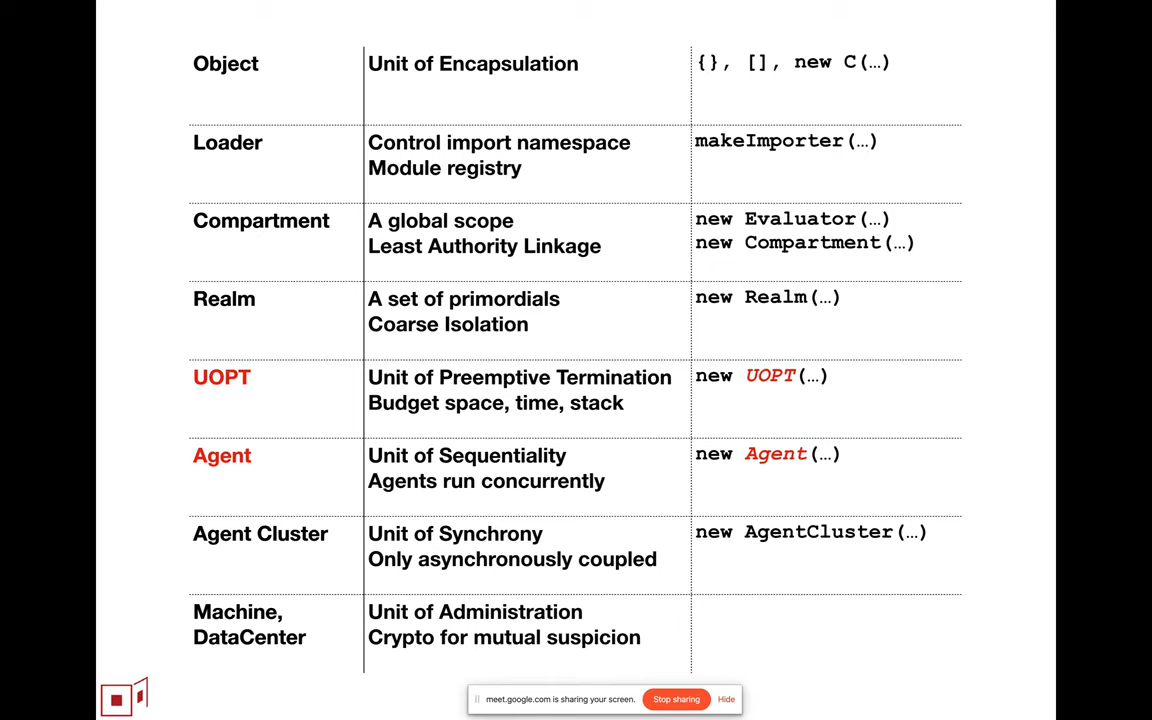 Object Unit of Encapsulation {}, [], new C(…)
Loader Control import namespace makeImporter(…)
Module registry
Compartment A global scope new Evaluator(…)
Least Authority Linkage new Compartment(…)
Realm A set of primordials new Realm(…)
Coarse Isolation
UOPT Unit of Preemptive Termination new UOPT(…)
Budget space, time, stack
Agent Unit of Sequentiality new Agent(…)
Agents run concurrently
Agent Cluster Unit of Synchrony new AgentCluster(…)
Only asynchronously coupled
Machine, Unit of Administration
DataCenter Crypto for mutual suspicion
meet.google.com is sharing your screen. Stop sharing Hide